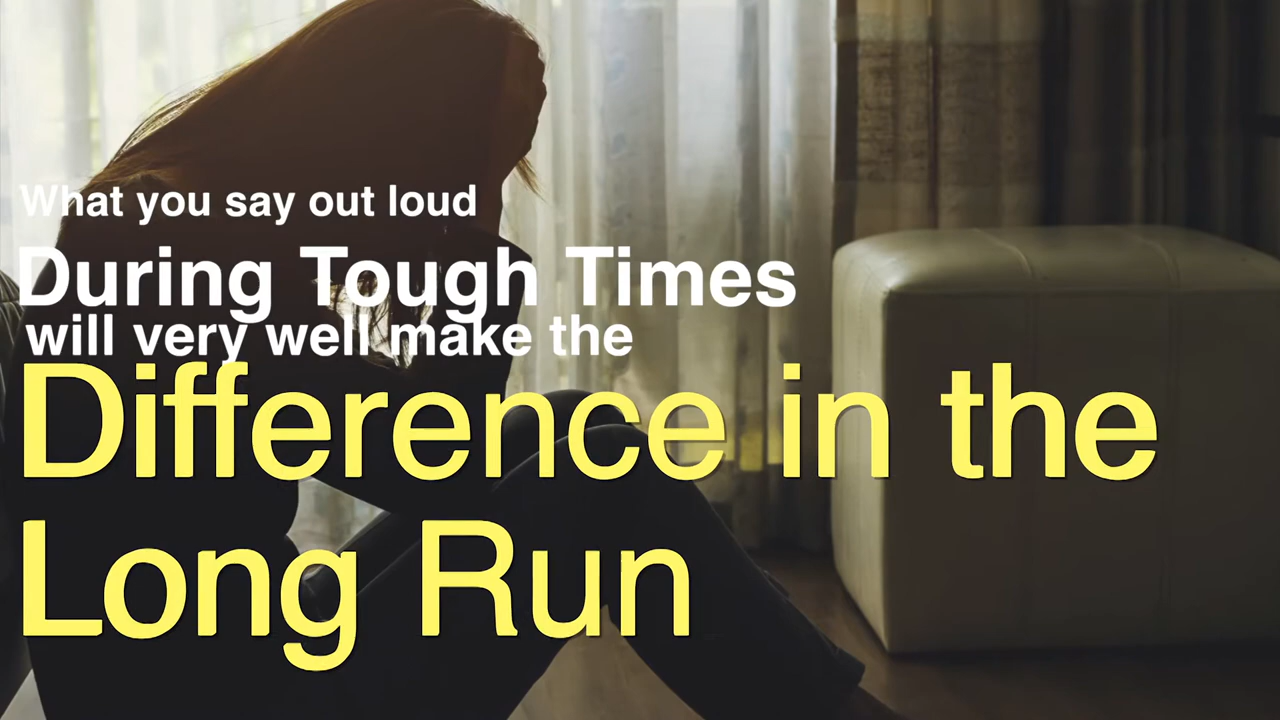 What you say out loud
During Tough Times
will very well make the
Difference in the
Long Run